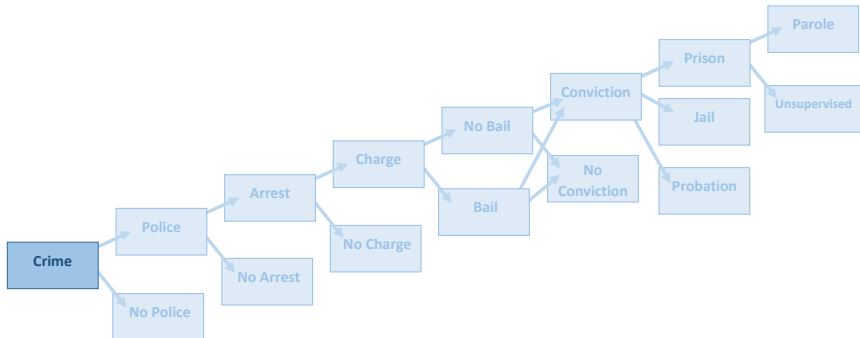 Parole
Prison
Conviction
Unsupervised
No Bail
Jail
Charge
No
Conviction
Arrest
Probation
Bail
Police
No Charge
Crime
No Arrest
No Police